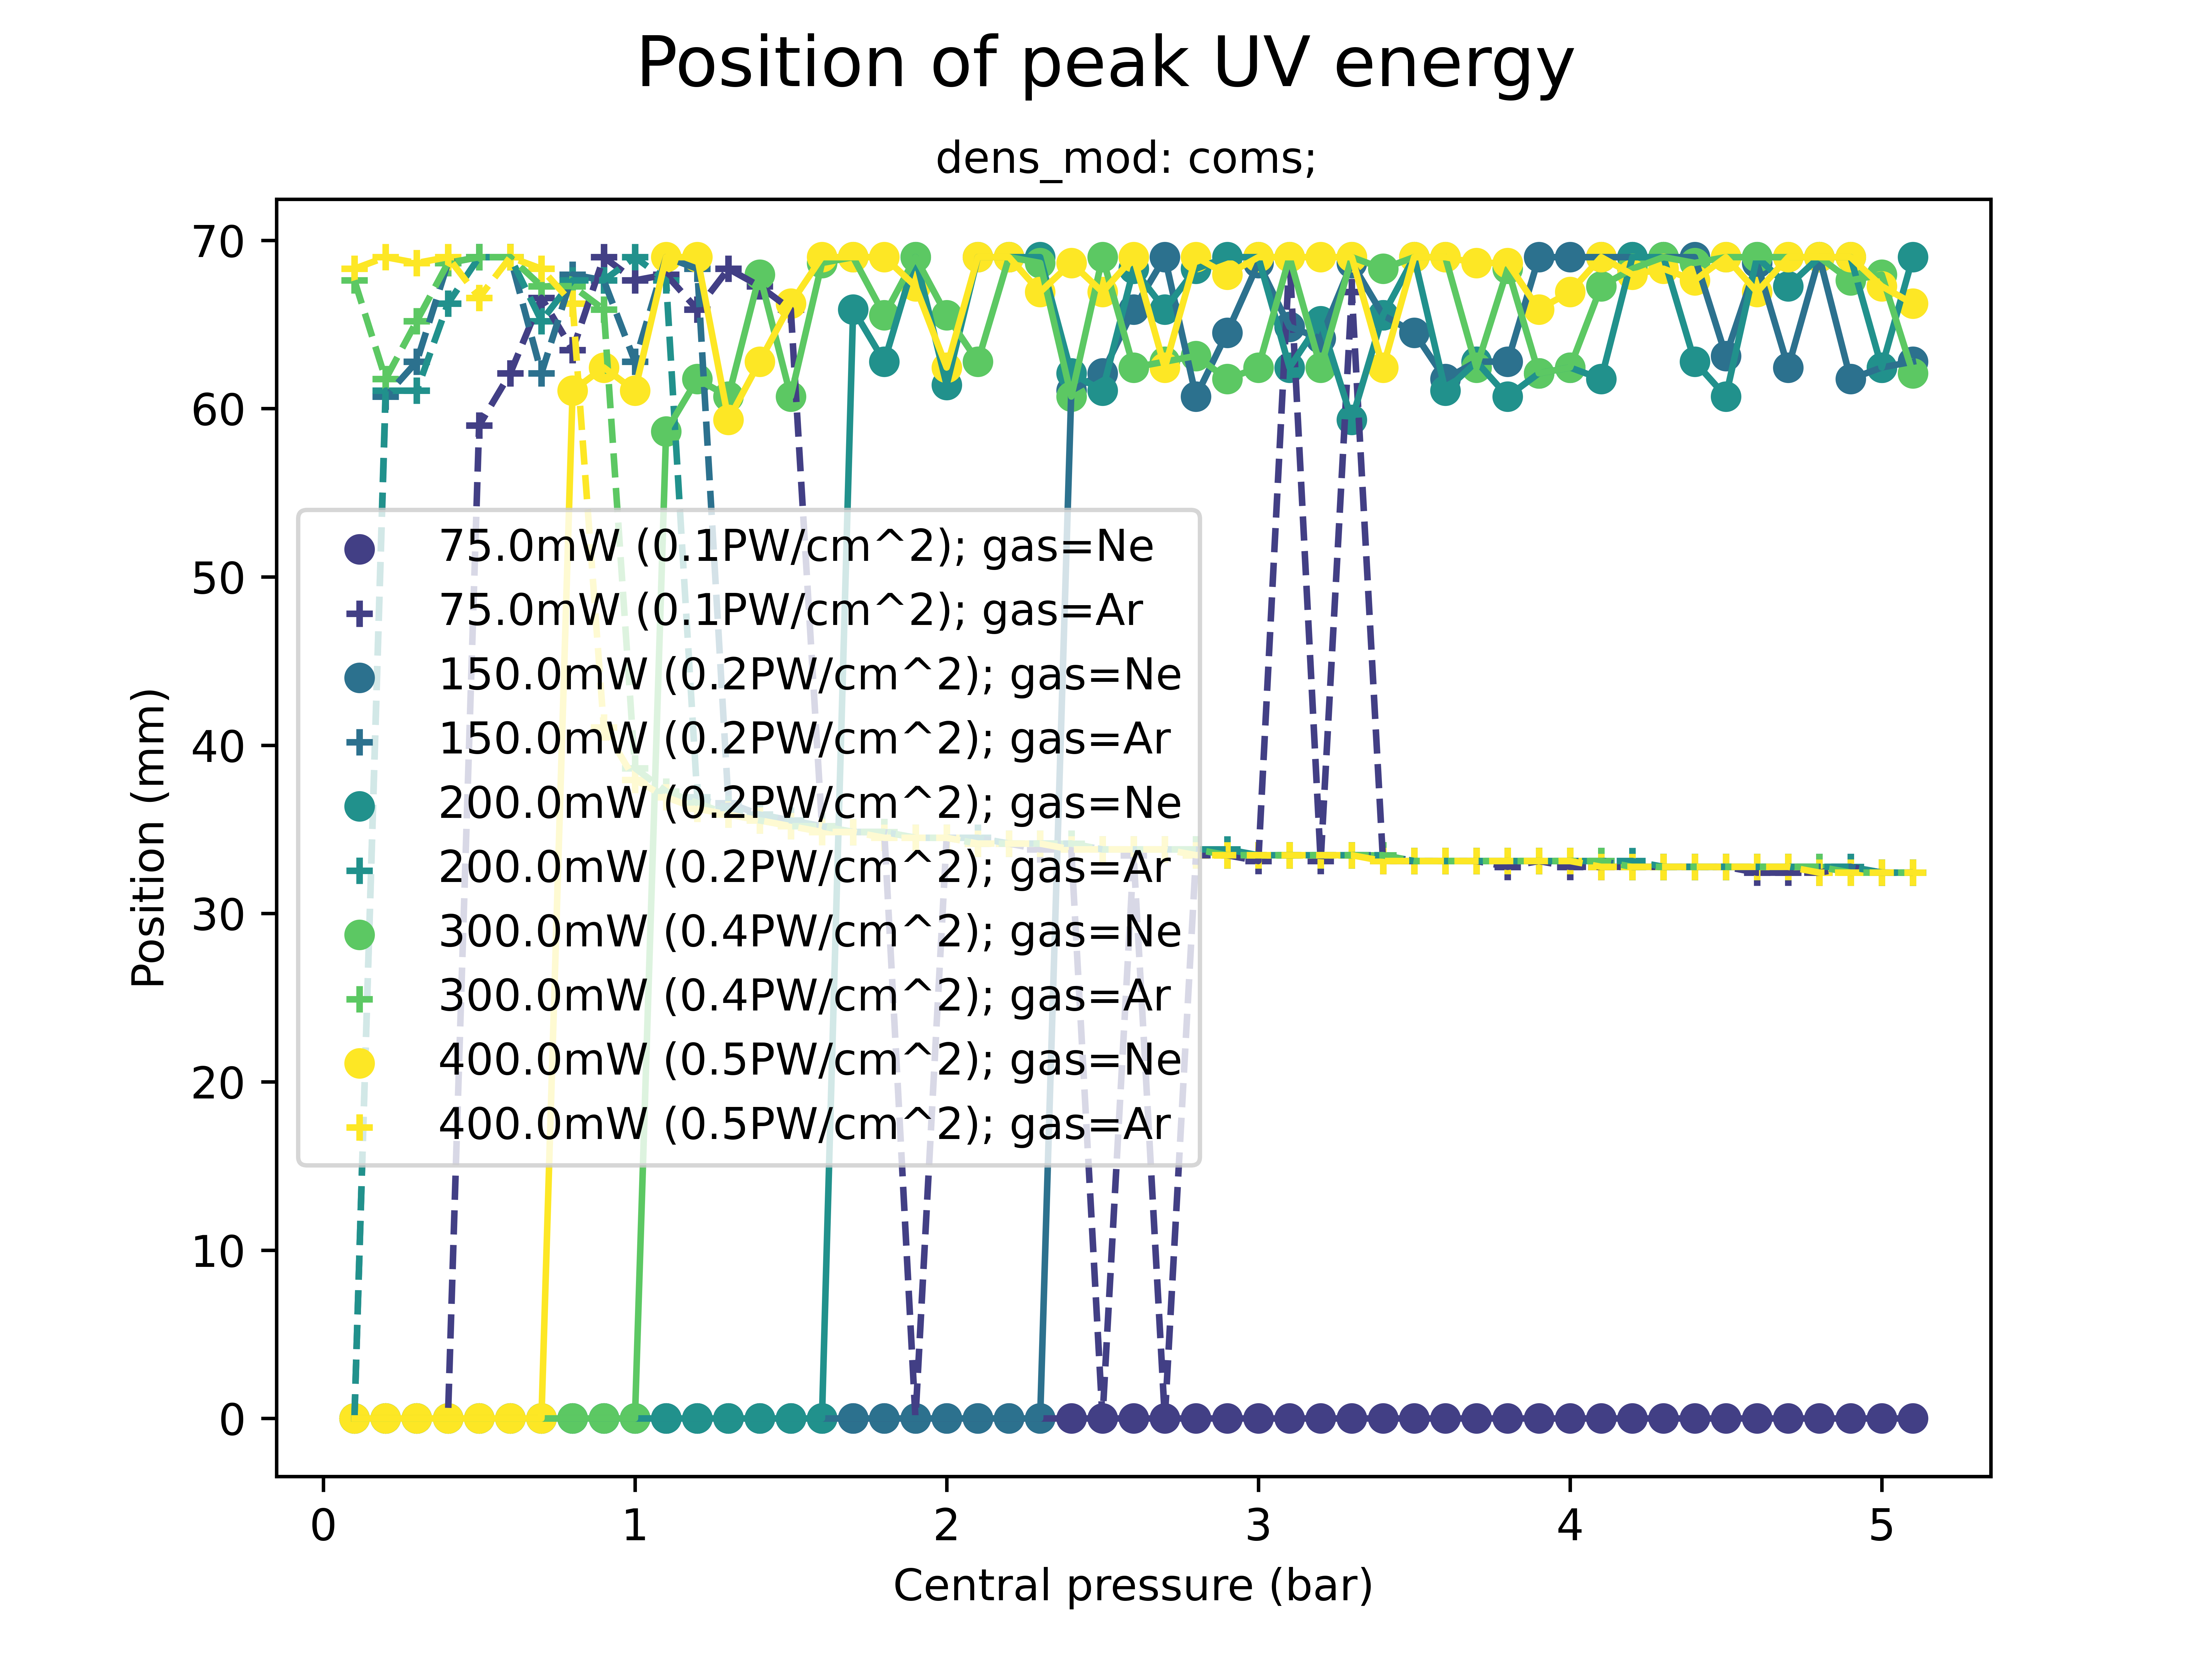 Position of peak UV energy
dens_mod: coms;
70
60
50
40
30
20
10
0
Position (mm)
75.0mW (0.1PW/cm^2); gas=Ne
75.0mW (0.1PW/cm^2); gas=Ar
150.0mW (0.2PW/cm^2); gas=Ne
150.0mW (0.2PW/cm^2); gas=Ar
200.0mW (0.2PW/cm^2); gas=Ne
200.0mW (0.2PW/cm^2); gas=Ar
300.0mW (0.4PW/cm^2); gas=Ne
300.0mW (0.4PW/cm^2); gas=Ar
400.0mW (0.5PW/cm^2); gas=Ne
400.0mW (0.5PW/cm^2); gas=Ar
0 1 2 3 4 5
Central pressure (bar)